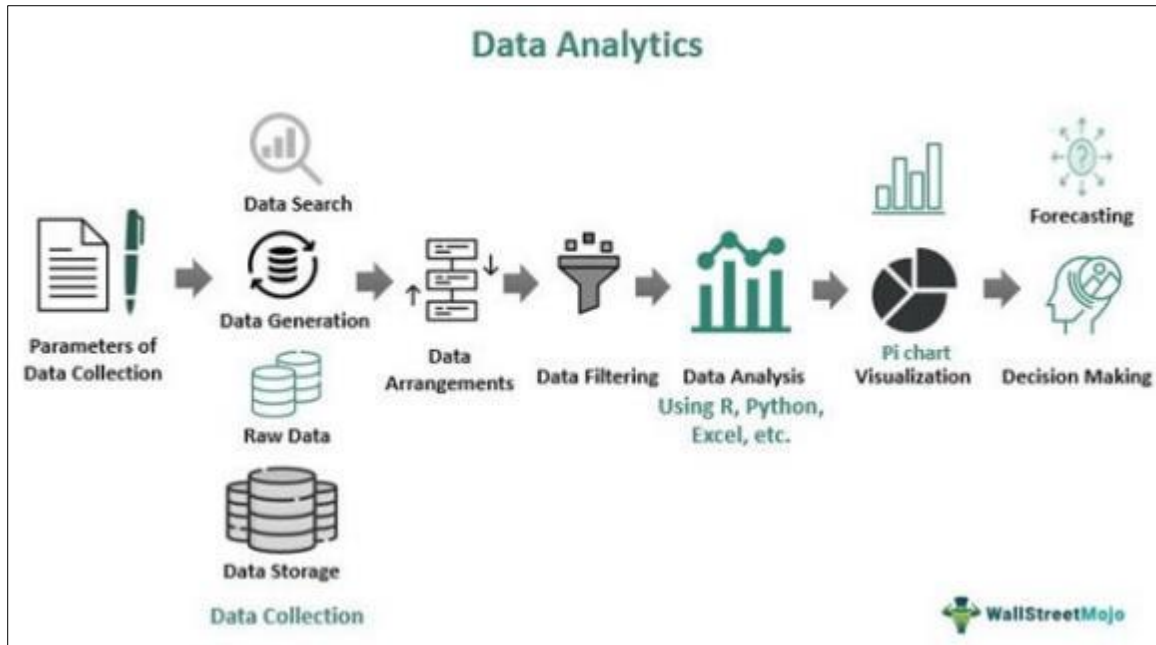 Data Analytics
Parameters of
Data Collection
Data Search
Data Generation
Raw Data
Data Storage
Data Collection
Data
Arrangements
Data Filtering
Data Analysis
Using R, Python,
Excel, etc.
Pi chart
Visualization
Forecasting
?
Decision Making
WallStreetMojo